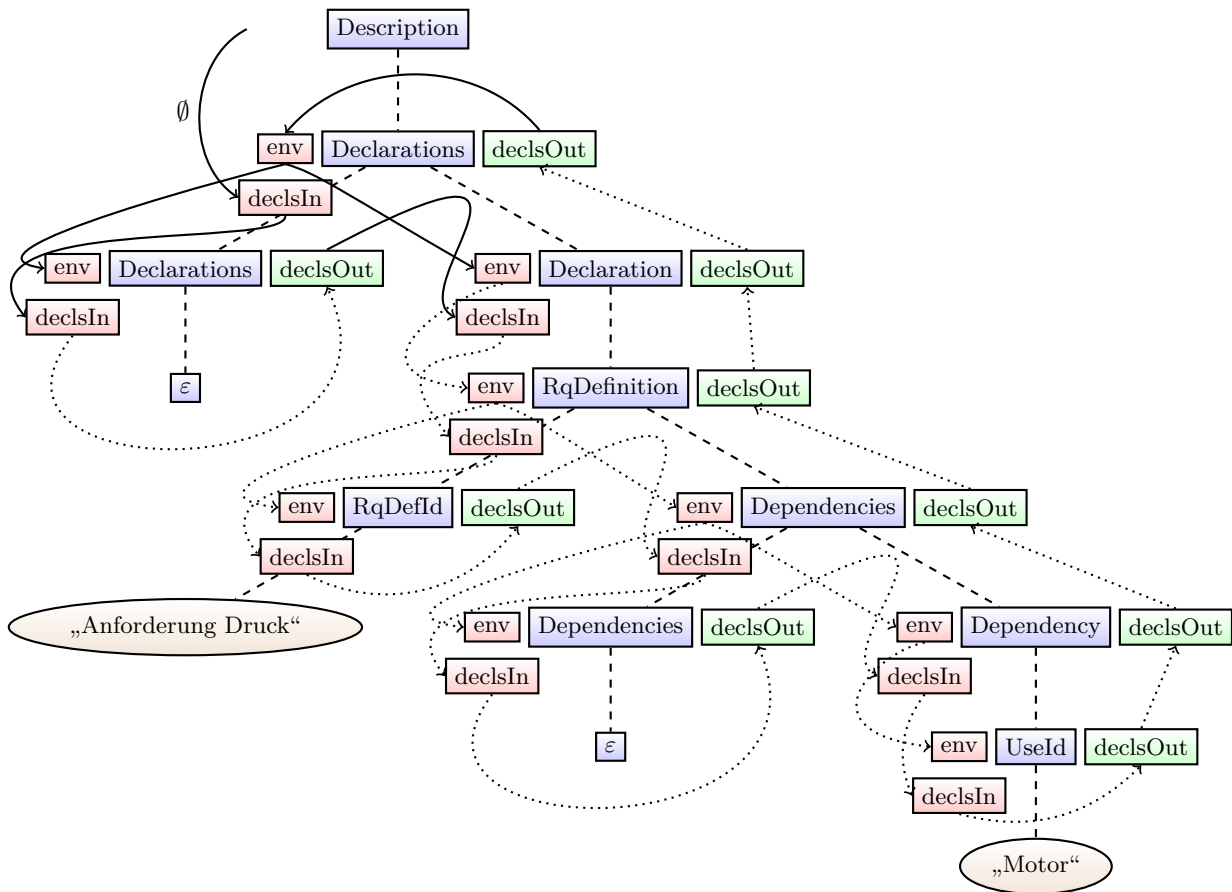 Description
∅
env Declarations declsOut
declsIn
env Declarations declsOut env Declaration declsOut
declsIn declsIn
ε env RqDefinition declsOut
declsIn
env RqDefId declsOut env Dependencies declsOut
declsIn declsIn
„Anforderung Druck“ env Dependencies declsOut env Dependency declsOut
declsIn declsIn
ε env UseId declsOut
declsIn
„Motor“